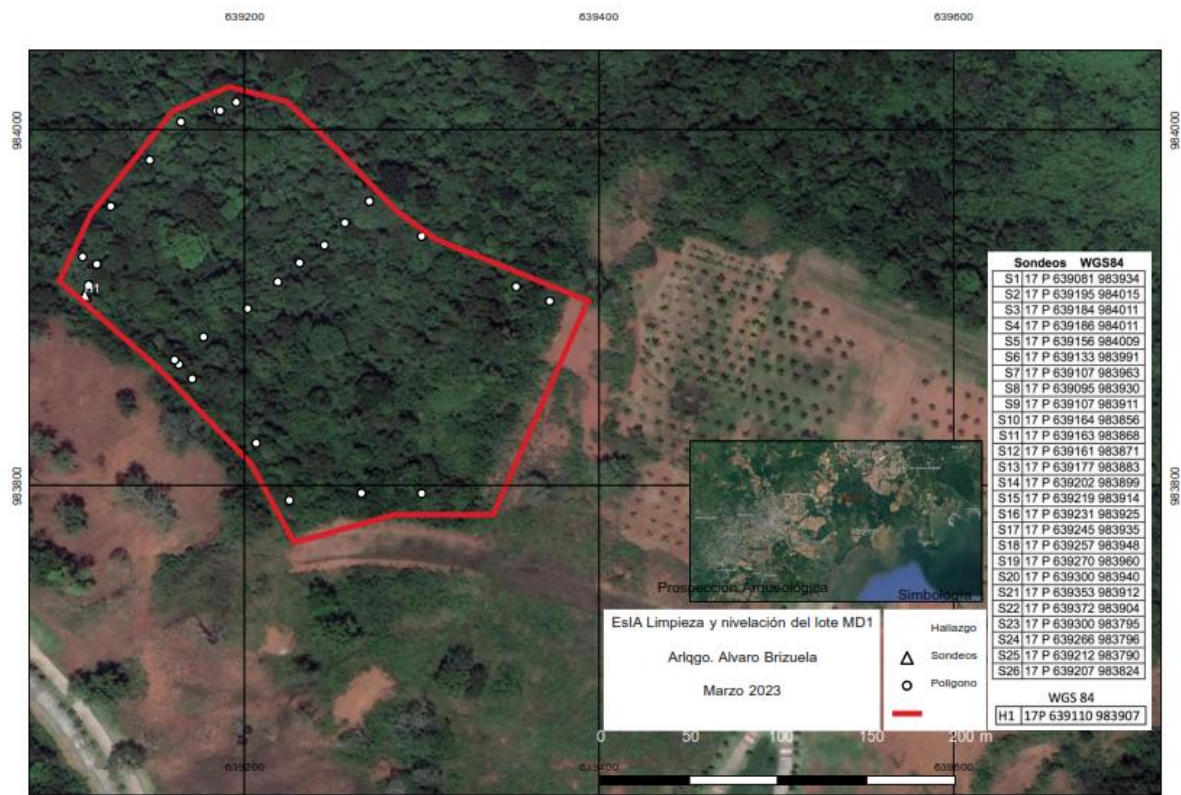 639200 639400 639600
984000 984000
H1
Sondeos WGS84
S1 17 P 639081 983934
S2 17 P 639195 984015
S3 17 P 639184 984011
S4 17 P 639186 984011
S5 17 P 639156 984009
S6 17 P 639133 983991
S7 17 P 639107 983963
S8 17 P 639095 983930
S9 17 P 639107 983911
S10 17 P 639164 983856
S11 17 P 639163 983868
S12 17 P 639161 983871
S13 17 P 639177 983883
S14 17 P 639202 983899
S15 17 P 639219 983914
S16 17 P 639231 983925
S17 17 P 639245 983935
S18 17 P 639257 983948
S19 17 P 639270 983960
S20 17 P 639300 983940
S21 17 P 639353 983912
S22 17 P 639372 983904
S23 17 P 639300 983795
S24 17 P 639266 983796
S25 17 P 639212 983790
S26 17 P 639207 983824
WGS 84
H1 17P 639110 983907
983800 983800
Prospección Arqueológica
EsIA Limpieza y nivelación del lote MD1
Arlqgo. Alvaro Brizuela
Marzo 2023
Simbología
Hallazgo
Sondeos
Poligono
0 50 100 150 200 m
639200 639400 639600